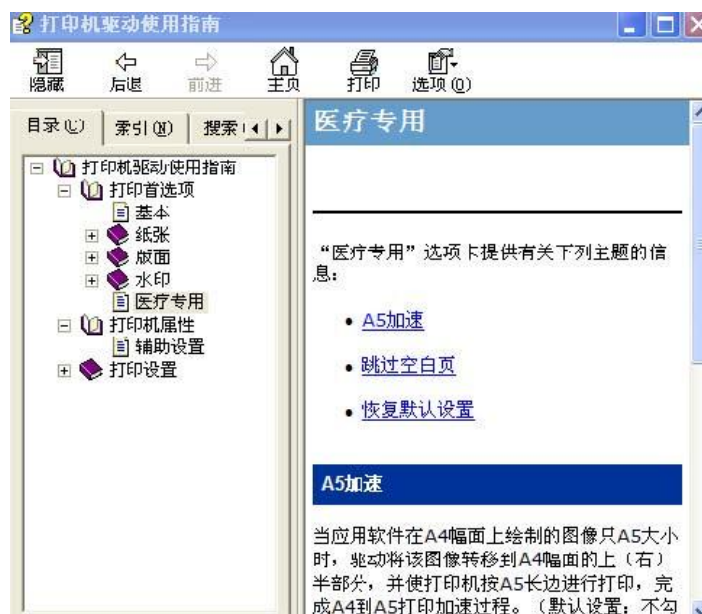 打印机驱动使用指南
隐藏 后退 前进 主页 打印 选项(O)
目录(C) 索引(N) 搜索
打印机驱动使用指南
打印首选项
基本
纸张
版面
水印
医疗专用
打印机属性
辅助设置
打印设置
医疗专用
“医疗专用”选项卡提供有关下列主题的信
息：
• A5加速
• 跳过空白页
• 恢复默认设置
A5加速
当应用软件在A4幅面上绘制的图像只A5大小
时，驱动将该图像转移到A4幅面的上（右）
半部分，并使打印机按A5长边进行打印，完
成A4到A5打印加速过程。（默认设置：不勾